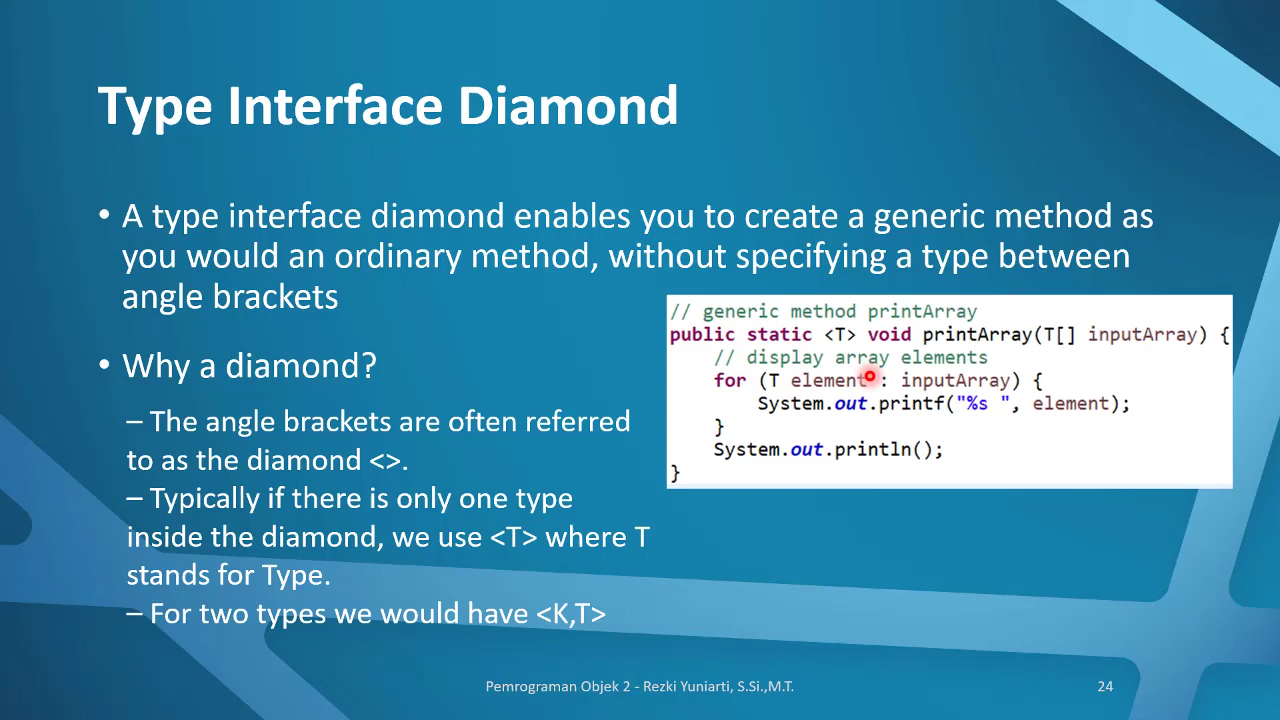 Type Interface Diamond
• A type interface diamond enables you to create a generic method as
you would an ordinary method, without specifying a type between
angle brackets
• Why a diamond?
– The angle brackets are often referred
to as the diamond <>.
– Typically if there is only one type
inside the diamond, we use <T> where T
stands for Type.
– For two types we would have <K,T>
// generic method printArray
public static <T> void printArray(T[] inputArray) {
// display array elements
for (T element : inputArray) {
System.out.printf("%s ", element);
}
System.out.println();
}
Pemrograman Objek 2 - Rezki Yuniarti, S.Si.,M.T.
24